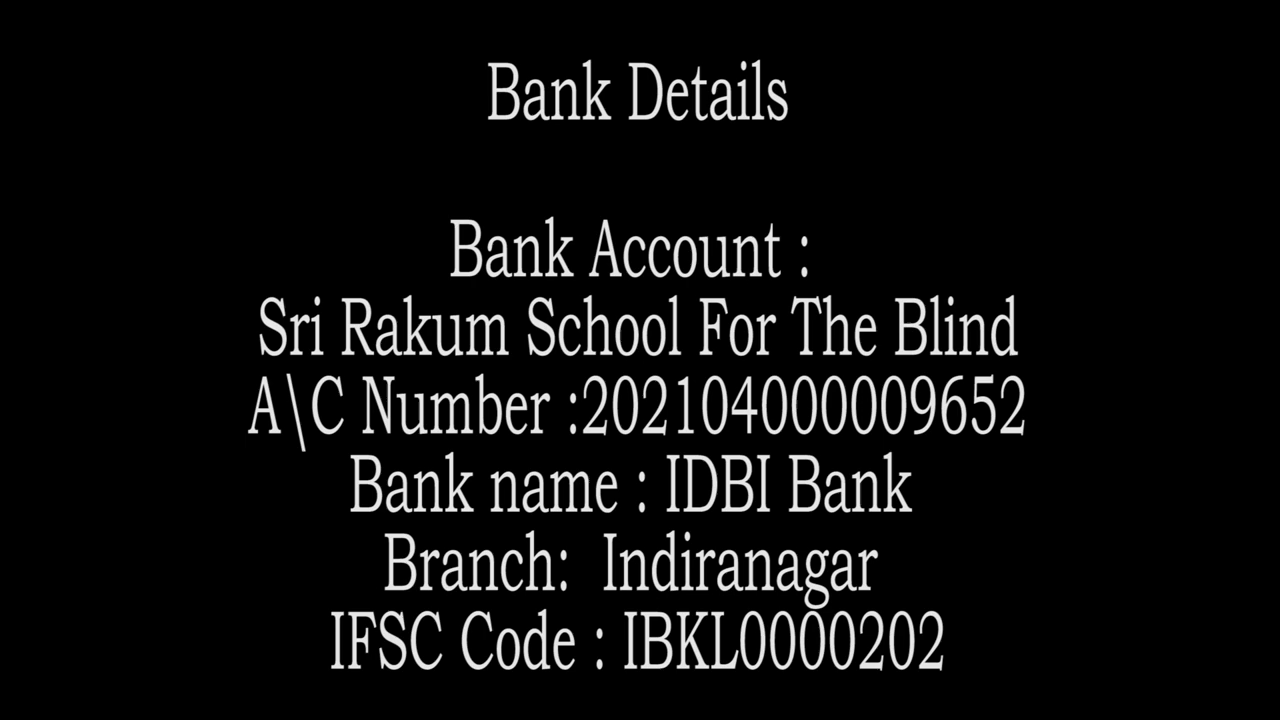 Bank Details
Bank Account :
Sri Rakum School For The Blind
A\C Number :202104000009652
Bank name : IDBI Bank
Branch:  Indiranagar
IFSC Code : IBKL0000202